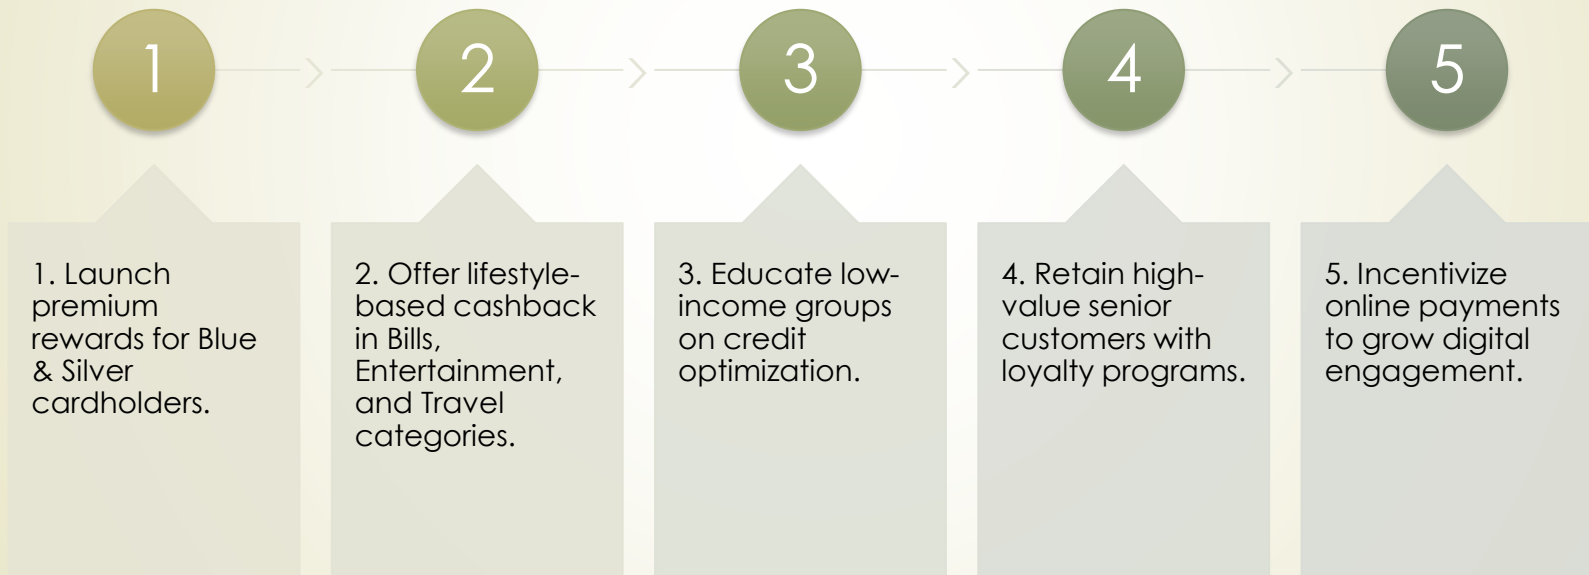 1
2
3
4
5
1. Launch
premium
rewards for Blue
& Silver
cardholders.
2. Offer lifestyle-
based cashback
in Bills,
Entertainment,
and Travel
categories.
3. Educate low-
income groups
on credit
optimization.
4. Retain high-
value senior
customers with
loyalty programs.
5. Incentivize
online payments
to grow digital
engagement.